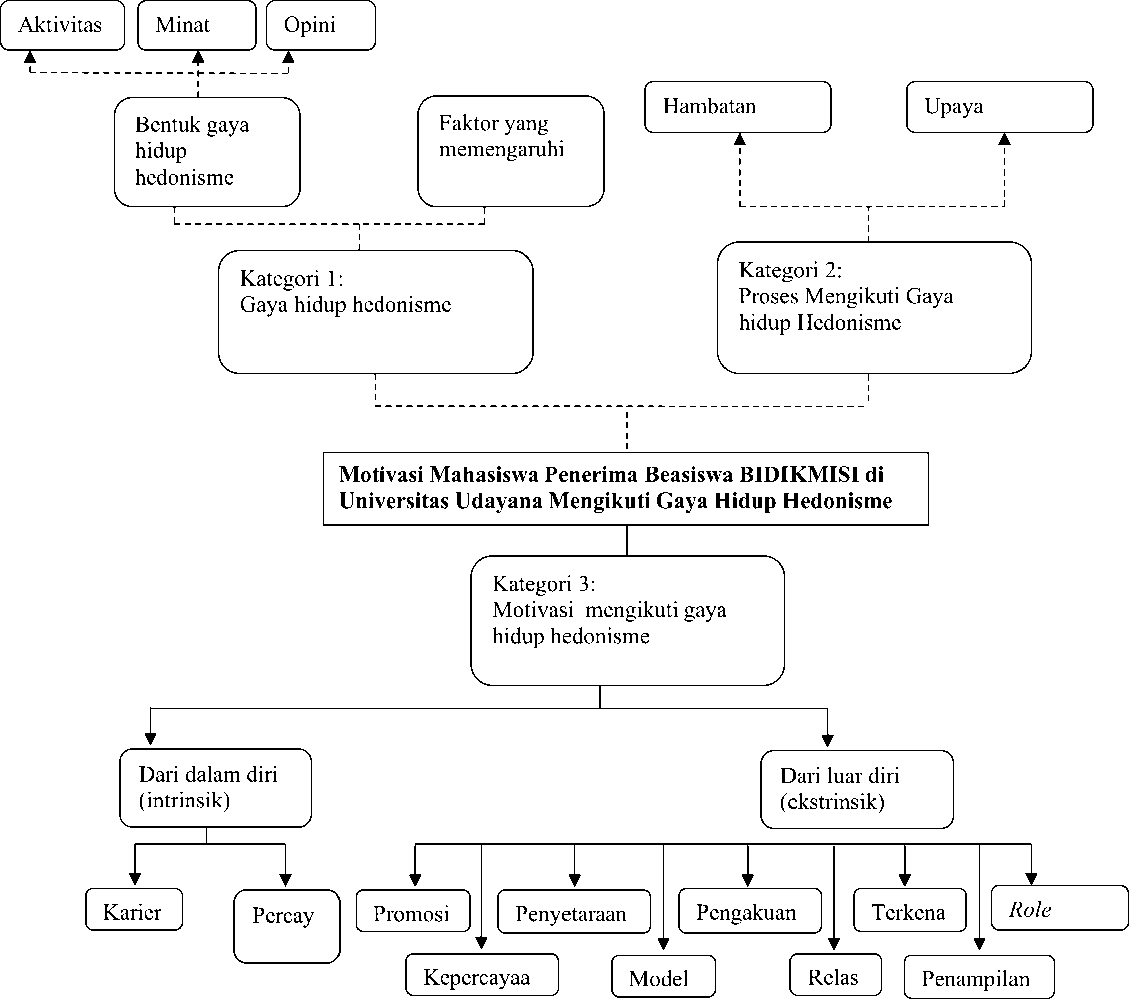 Aktivitas
Minat
Opini
Bentuk gaya
hidup
hedonisme
Faktor yang
memengaruhi
Hambatan
Upaya
Kategori 1:
Gaya hidup hedonisme
Kategori 2:
Proses Mengikuti Gaya
hidup Hedonisme
Motivasi Mahasiswa Penerima Beasiswa BIDIKMISI di
Universitas Udayana Mengikuti Gaya Hidup Hedonisme
Kategori 3:
Motivasi mengikuti gaya
hidup hedonisme
Dari dalam diri
(intrinsik)
Dari luar diri
(ekstrinsik)
Karier
Percay
Promosi
Penyetaraan
Pengakuan
Terkena
Role
Kepercayaa
Model
Relas
Penampilan